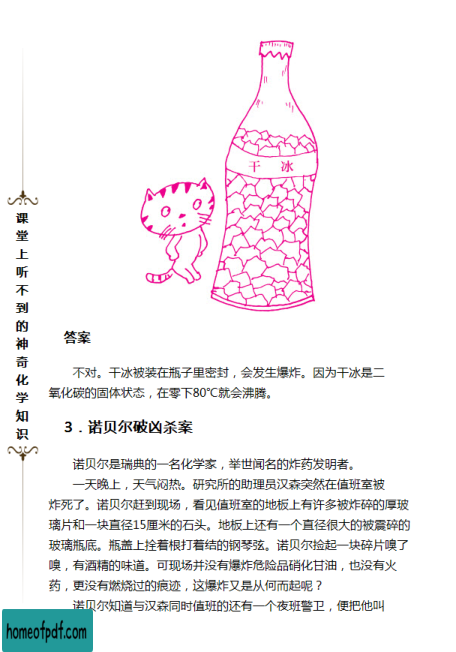 干 冰
课堂上听不到的神奇化学知识
答案
不对。干冰被装在瓶子里密封，会发生爆炸。因为干冰是二
氧化碳的固体状态，在零下80℃就会沸腾。
3．诺贝尔破凶杀案
诺贝尔是瑞典的一名化学家，举世闻名的炸药发明者。
一天晚上，天气闷热。研究所的助理员汉森突然在值班室被
炸死了。诺贝尔赶到现场，看见值班室的地板上有许多被炸碎的厚玻
璃片和一块直径15厘米的石头。地板上还有一个直径很大的被震碎的
玻璃瓶底。瓶盖上拴着根打着结的钢琴弦。诺贝尔捡起一块碎片嗅了
嗅，有酒精的味道。可现场并没有爆炸危险品硝化甘油，也没有火
药，更没有燃烧过的痕迹，这爆炸又是从何而起呢？
诺贝尔知道与汉森同时值班的还有一个夜班警卫，便把他叫
homeofpdf.com